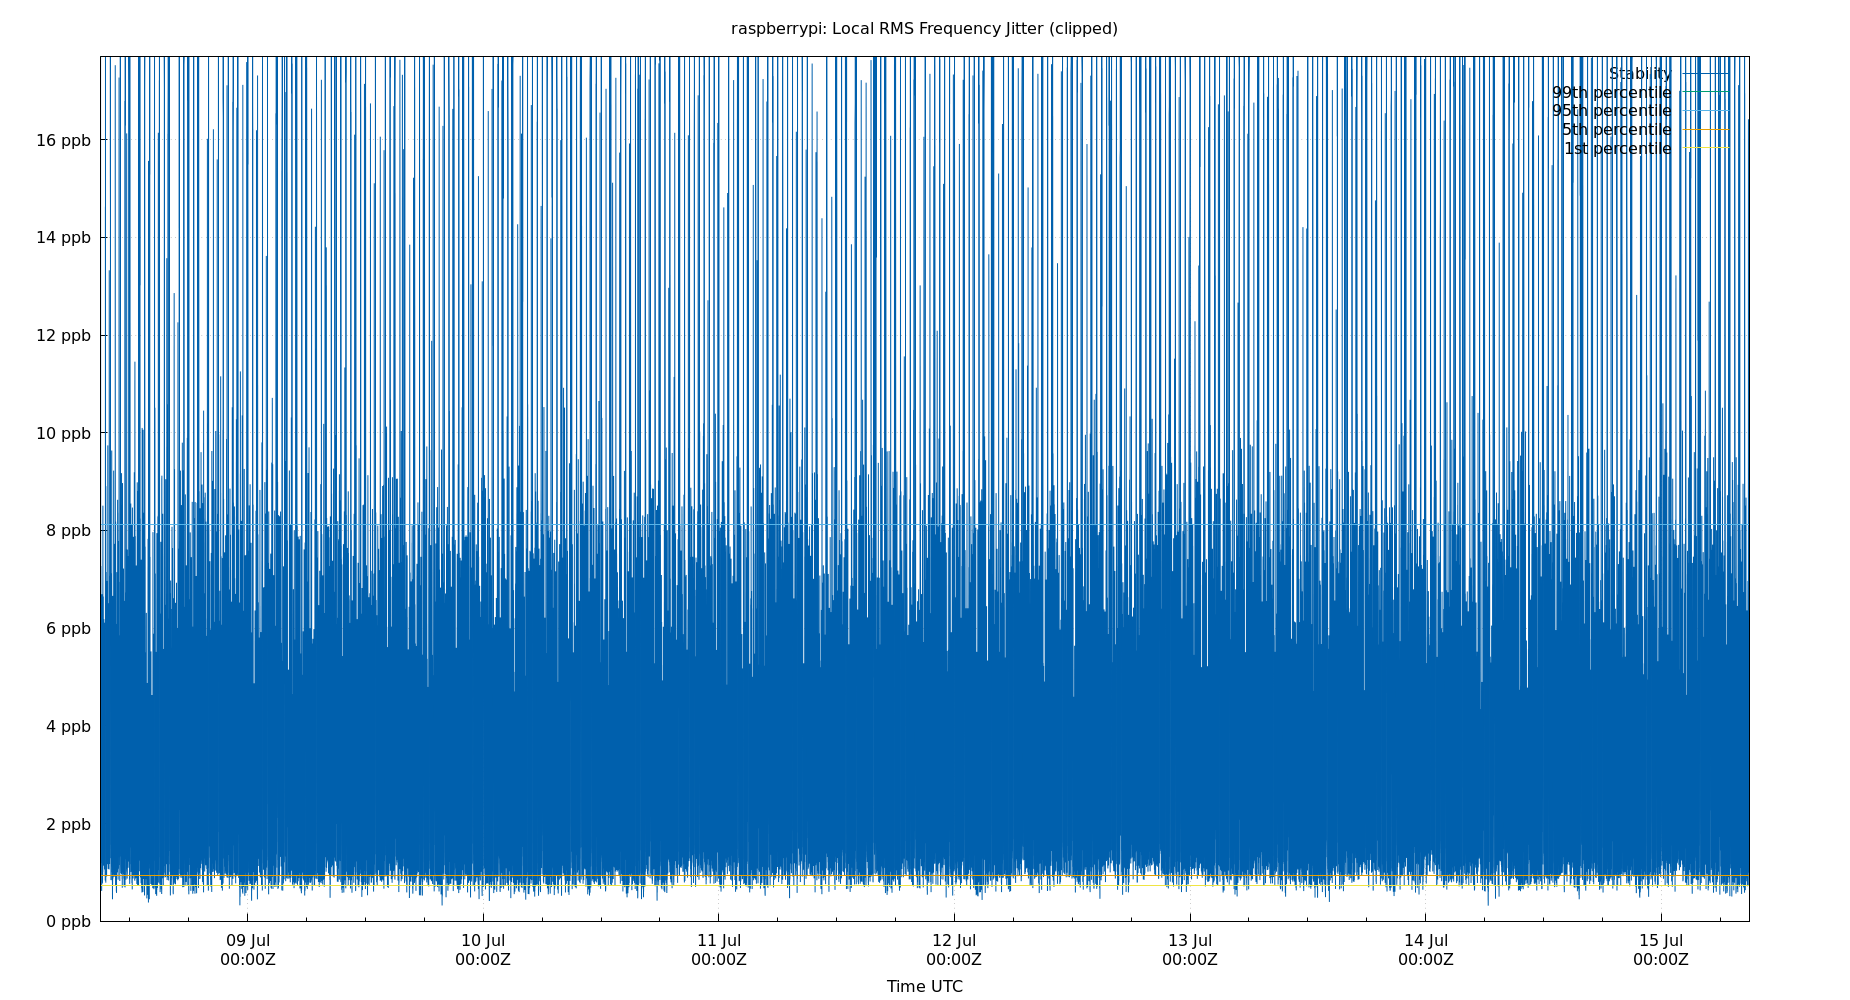 raspberrypi: Local RMS Frequency Jitter (clipped)
Stability
99th percentile
95th percentile
5th percentile
1st percentile
16 ppb
14 ppb
12 ppb
10 ppb
8 ppb
6 ppb
4 ppb
2 ppb
0 ppb
09 Jul 10 Jul 11 Jul 12 Jul 13 Jul 14 Jul 15 Jul
00:00Z 00:00Z 00:00Z 00:00Z 00:00Z 00:00Z 00:00Z
Time UTC